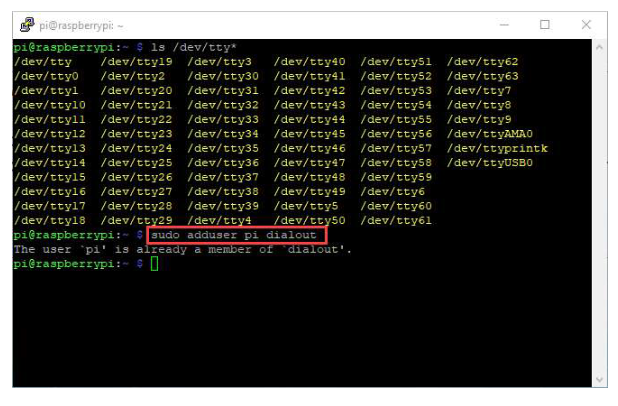 pi@raspberrypi: ~
pi@raspberrypi:~ $ ls /dev/tty*
/dev/tty /dev/tty19 /dev/tty3 /dev/tty40 /dev/tty51 /dev/tty62
/dev/tty0 /dev/tty2 /dev/tty30 /dev/tty41 /dev/tty52 /dev/tty63
/dev/tty1 /dev/tty20 /dev/tty31 /dev/tty42 /dev/tty53 /dev/tty7
/dev/tty10 /dev/tty21 /dev/tty32 /dev/tty43 /dev/tty54 /dev/tty8
/dev/tty11 /dev/tty22 /dev/tty33 /dev/tty44 /dev/tty55 /dev/tty9
/dev/tty12 /dev/tty23 /dev/tty34 /dev/tty45 /dev/tty56 /dev/ttyAMA0
/dev/tty13 /dev/tty24 /dev/tty35 /dev/tty46 /dev/tty57 /dev/ttyprintk
/dev/tty14 /dev/tty25 /dev/tty36 /dev/tty47 /dev/tty58 /dev/ttyUSB0
/dev/tty15 /dev/tty26 /dev/tty37 /dev/tty48 /dev/tty59
/dev/tty16 /dev/tty27 /dev/tty38 /dev/tty49 /dev/tty6
/dev/tty17 /dev/tty28 /dev/tty39 /dev/tty5 /dev/tty60
/dev/tty18 /dev/tty29 /dev/tty4 /dev/tty50 /dev/tty61
pi@raspberrypi:~ $ sudo adduser pi dialout
The user `pi' is already a member of `dialout'.
pi@raspberrypi:~ $